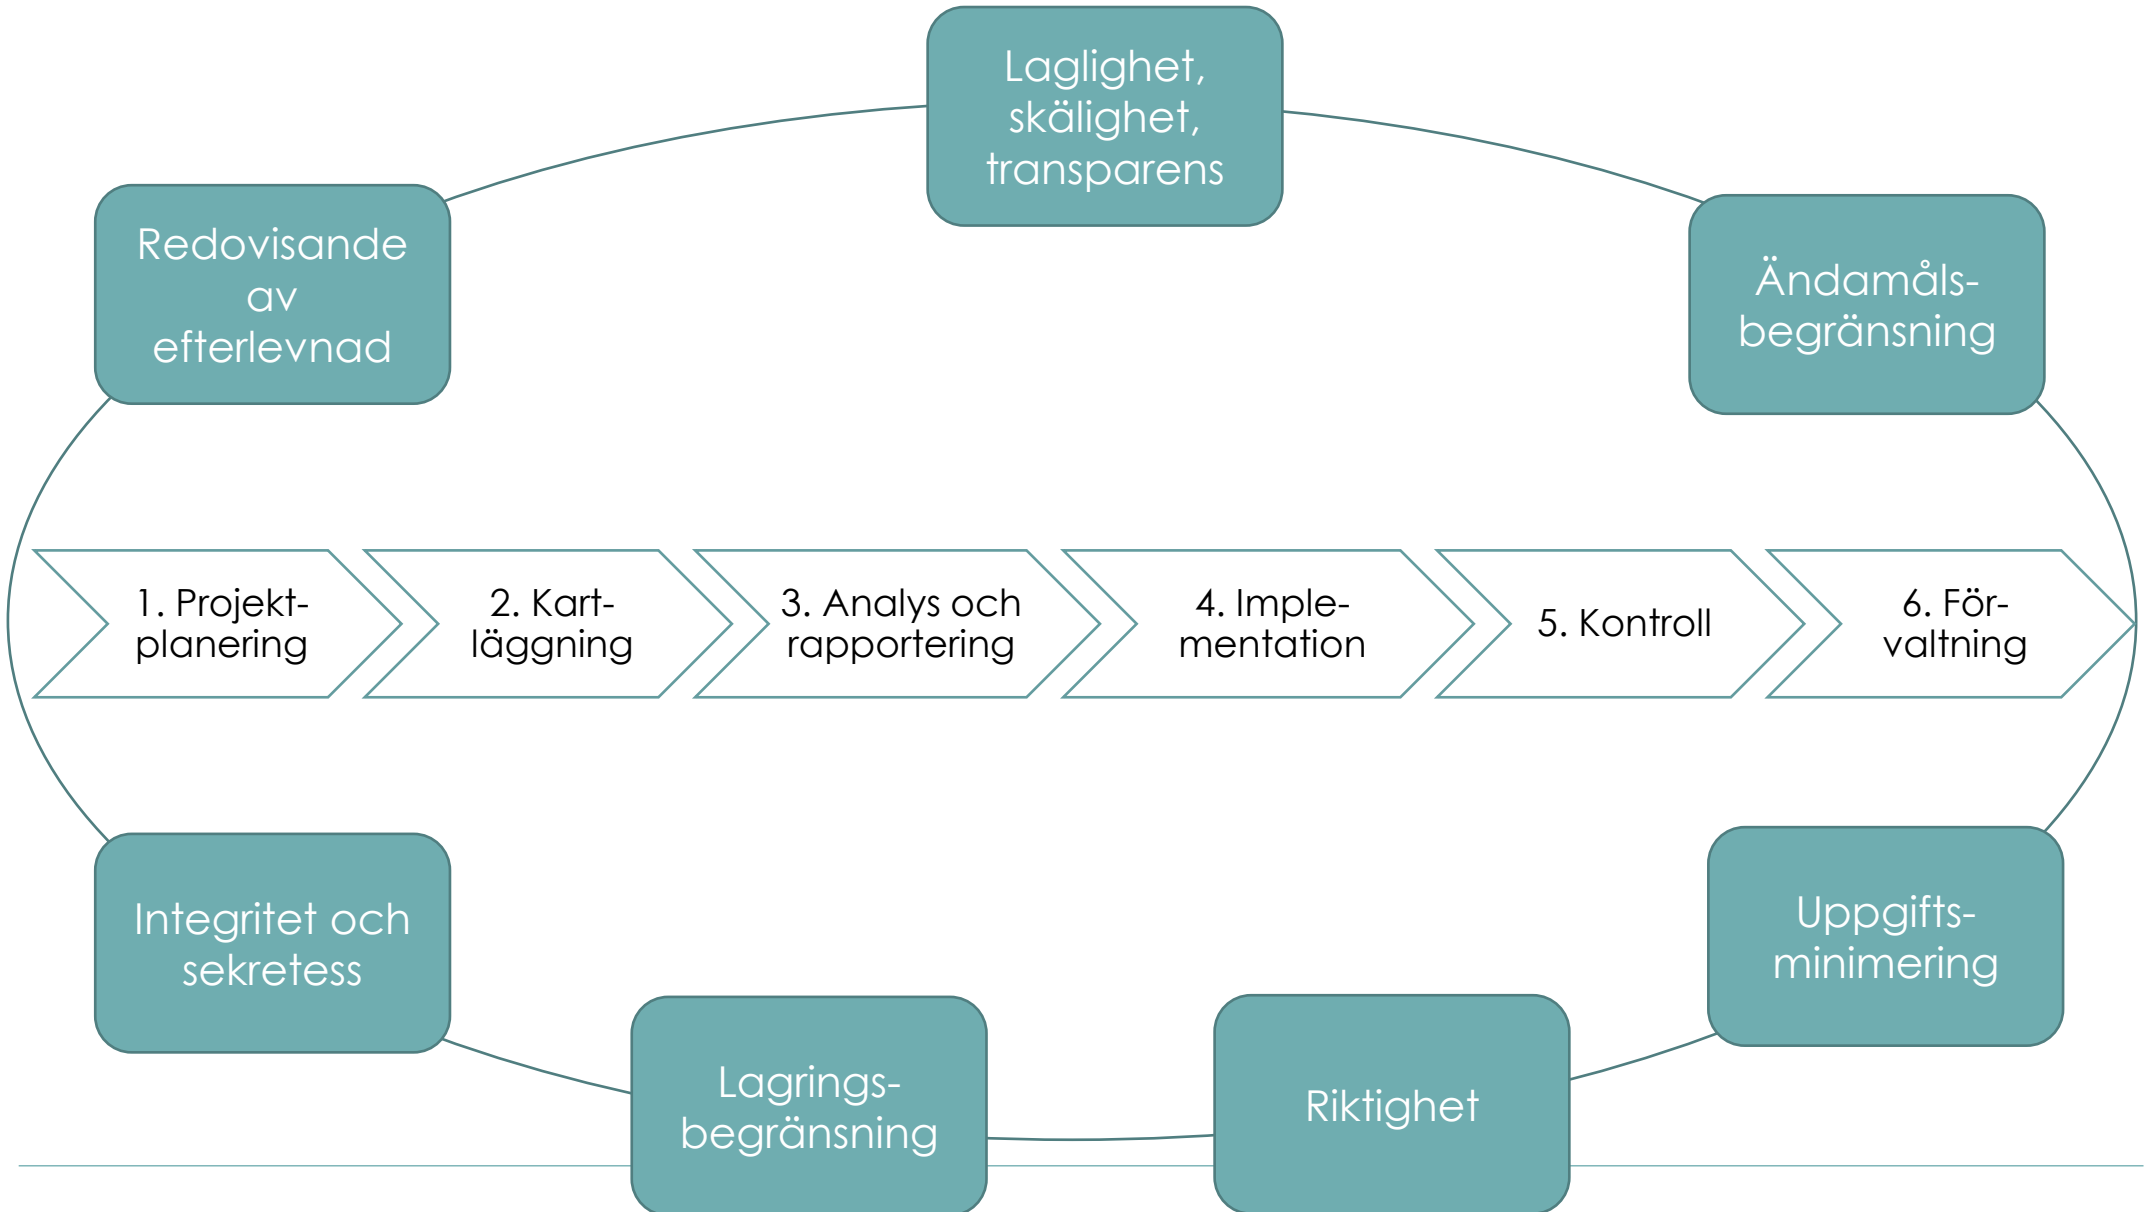 Laglighet,
skälighet,
transparens
Redovisande
av
efterlevnad
Ändamåls-
begränsning
1. Projekt-
planering
2. Kart-
läggning
3. Analys och
rapportering
4. Imple-
mentation
5. Kontroll
6. För-
valtning
Integritet och
sekretess
Uppgifts-
minimering
Lagrings-
begränsning
Riktighet